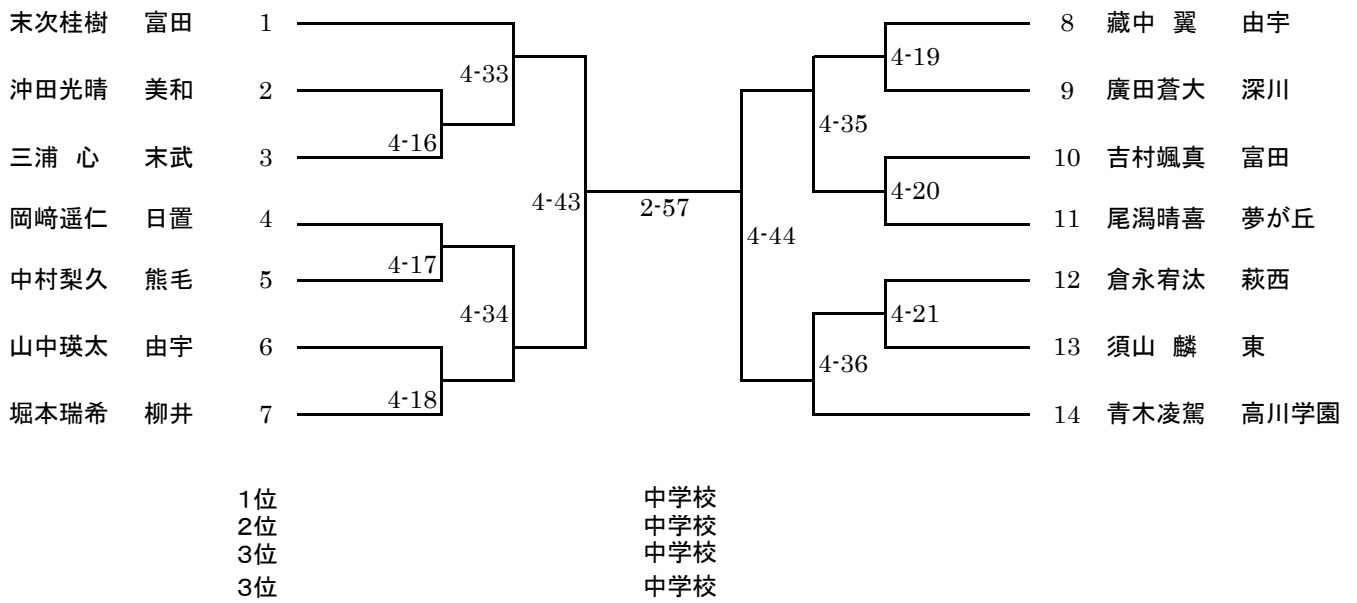 末次桂樹 富田 1
4-33
沖田光晴 美和 2
4-16
三浦 心 末武 3
4-43
岡﨑遥仁 日置 4
4-17
中村梨久 熊毛 5
4-34
山中瑛太 由宇 6
4-18
堀本瑞希 柳井 7
2-57
8 藏中 翼 由宇
4-19
9 廣田蒼大 深川
4-35
10 吉村颯真 富田
4-20
11 尾潟晴喜 夢が丘
4-44
12 倉永宥汰 萩西
4-21
13 須山 麟 東
4-36
14 青木凌駕 高川学園
1位 中学校
2位 中学校
3位 中学校
3位 中学校